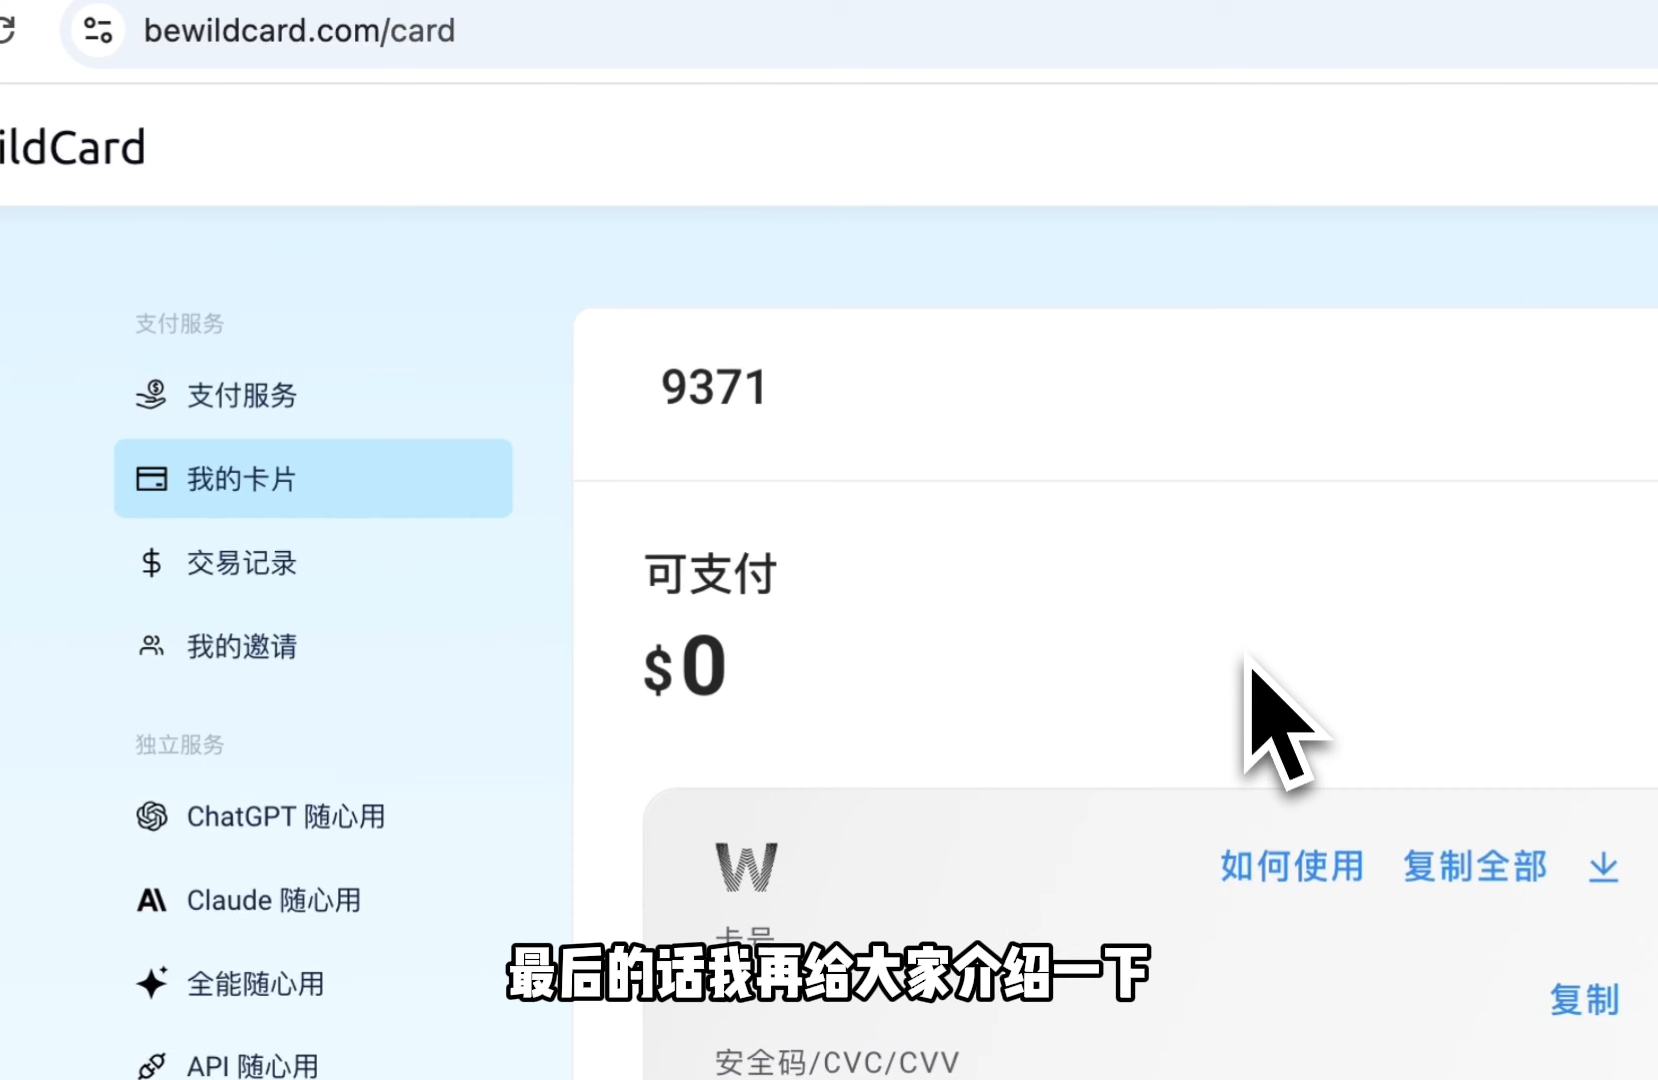 bewildcard.com/card
ildCard
支付服务
支付服务
我的卡片
交易记录
我的邀请
独立服务
ChatGPT 随心用
Claude 随心用
全能随心用
API 随心用
9371
可支付
$0
W
如何使用 复制全部
卡号
复制
安全码/CVC/CVV
最后的话我再给大家介绍一下